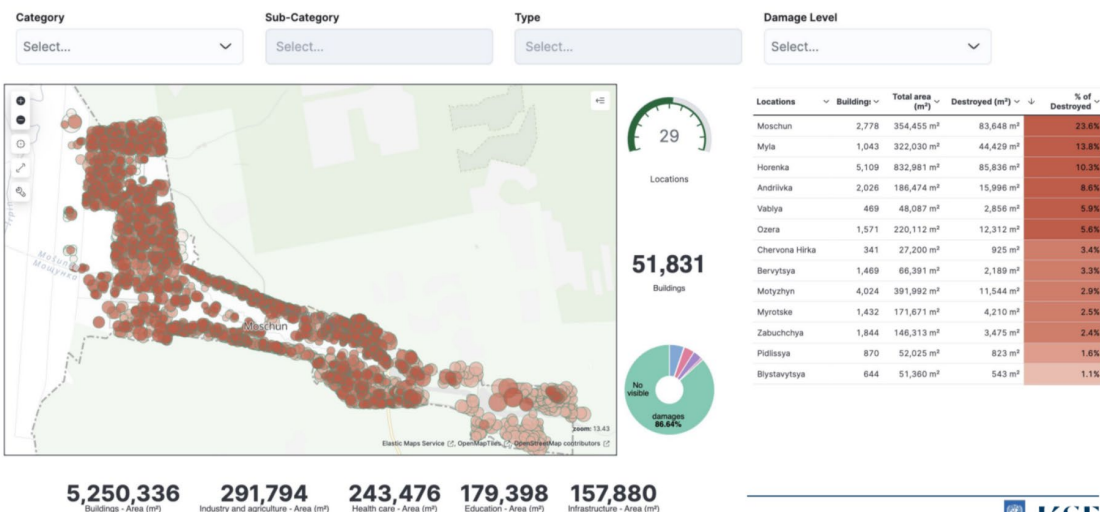 Category Sub-Category Type Damage Level
Select... Select... Select... Select...
Moschun
zoom: 13.43
Elastic Maps Service, OpenMapTiles, OpenStreetMap contributors
29
Locations
51,831
Buildings
No
visible
damages
86.64%
Locations Buildings Total area (m²) Destroyed (m²) % of Destroyed
Moschun 2,778 354,455 m² 83,648 m² 23.6%
Myla 1,043 322,030 m² 44,429 m² 13.8%
Horenka 5,109 832,981 m² 85,836 m² 10.3%
Andriivka 2,026 186,474 m² 15,996 m² 8.6%
Vablya 469 48,087 m² 2,856 m² 5.9%
Ozera 1,571 220,112 m² 12,312 m² 5.6%
Chervona Hirka 341 27,200 m² 925 m² 3.4%
Bervytsya 1,469 66,391 m² 2,189 m² 3.3%
Motyzhyn 4,024 391,992 m² 11,544 m² 2.9%
Myrotske 1,432 171,671 m² 4,210 m² 2.5%
Zabuchchya 1,844 146,313 m² 3,475 m² 2.4%
Pidlissya 870 52,025 m² 823 m² 1.6%
Blystavytsya 644 51,360 m² 543 m² 1.1%
5,250,336 291,794 243,476 179,398 157,880
Buildings - Area (m²) Industry and agriculture - Area (m²) Health care - Area (m²) Education - Area (m²) Infrastructure - Area (m²)